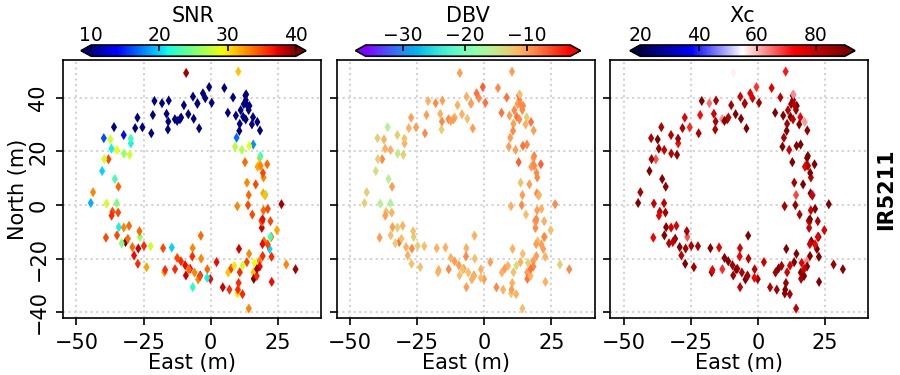 SNR DBV Xc
10 20 30 40 −30 −20 −10 20 40 60 80
North (m)
40
20
0
−20
−40
−50 −25 0 25 −50 −25 0 25 −50 −25 0 25
East (m) East (m) East (m)
IR5211